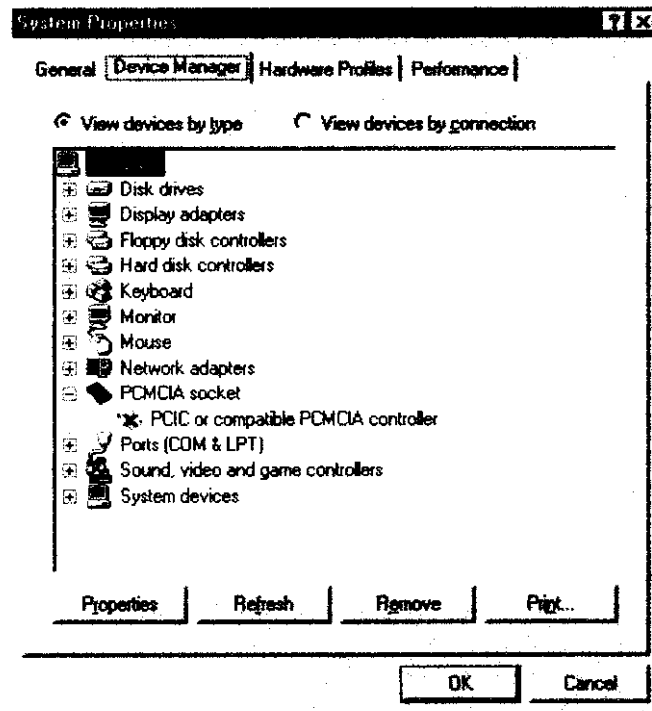 System Properties
General Device Manager Hardware Profiles Performance
View devices by type View devices by connection
Disk drives
Display adapters
Floppy disk controllers
Hard disk controllers
Keyboard
Monitor
Mouse
Network adapters
PCMCIA socket
PCIC or compatible PCMCIA controller
Ports (COM & LPT)
Sound, video and game controllers
System devices
Properties Refresh Remove Print...
OK Cancel